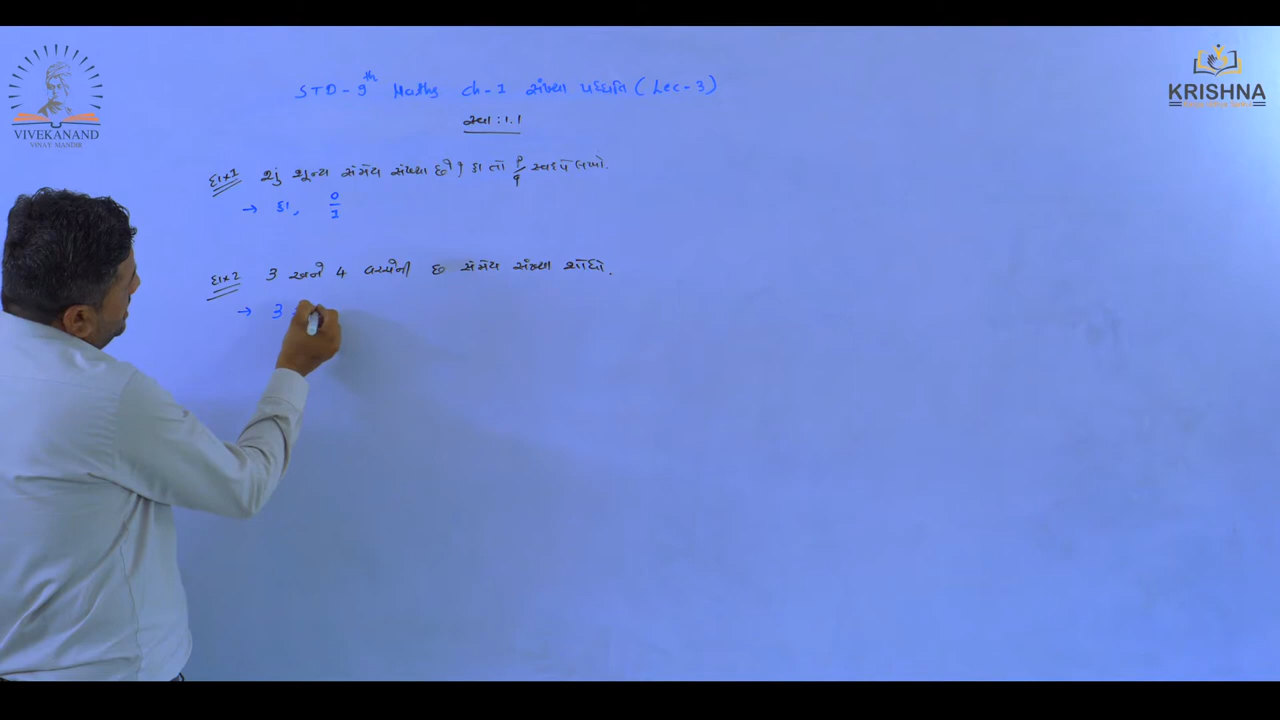 VIVEKANAND
VINAY MANDIR
KRISHNA
STD - 9th Maths ch-1 સંખ્યા પદ્ધતિ ( Lec - 3 )
સ્વા : 1.1
દા*1 શું શૂન્ય સંમેય સંખ્યા છે ? હા તો p/q સ્વરૂપે લખો.
→ હા, 0/1
દા*2 3 અને 4 વચ્ચેની છ સંમેય સંખ્યા શોધો.
→ 3